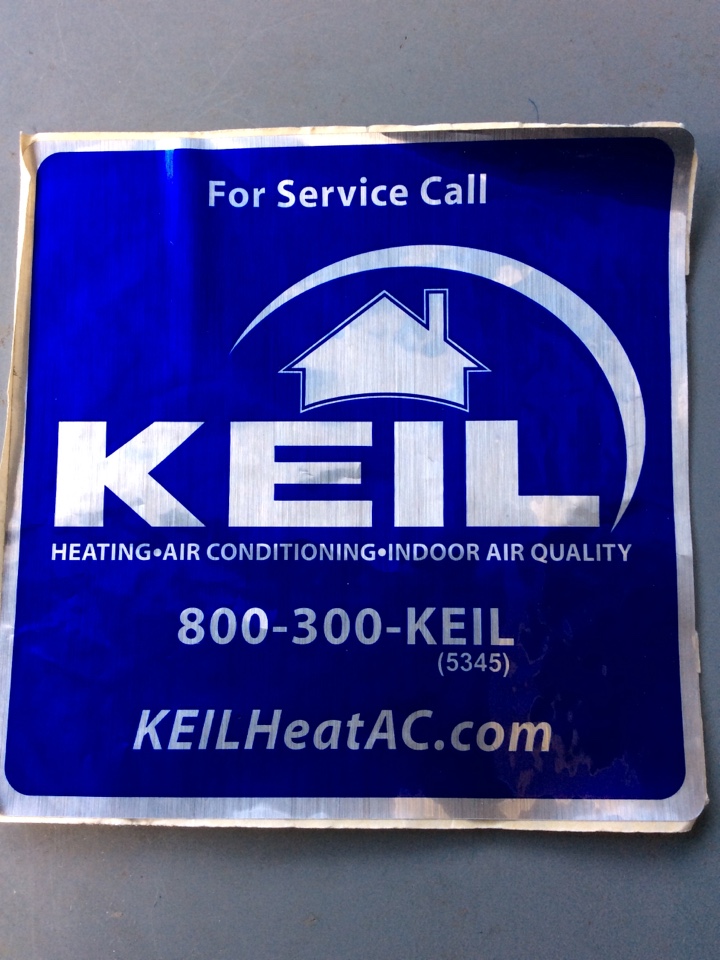 For Service Call
KEIL
HEATING•AIR CONDITIONING•INDOOR AIR QUALITY
800-300-KEIL
(5345)
KEILHeatAC.com